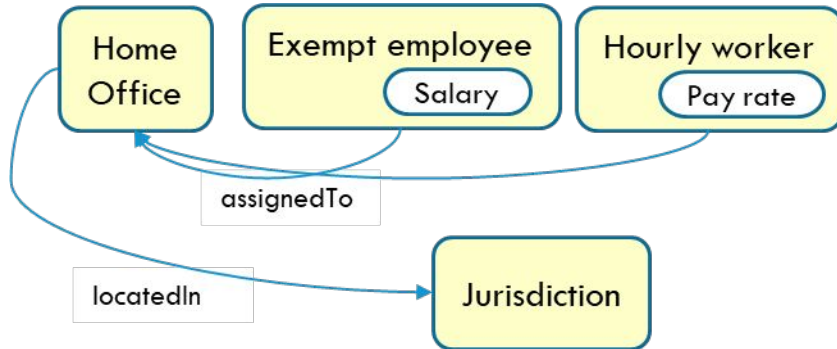 Home
Office
Exempt employee
Salary
Hourly worker
Pay rate
assignedTo
locatedIn
Jurisdiction